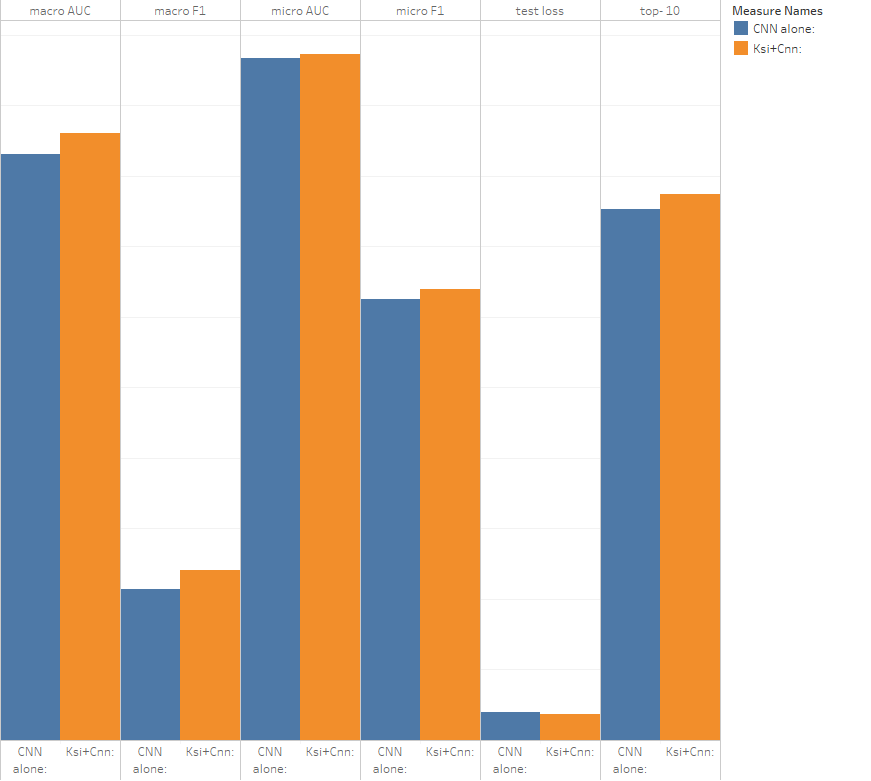 macro AUC macro F1 micro AUC micro F1 test loss top- 10
Measure Names
CNN alone:
Ksi+Cnn:
CNN alone: Ksi+Cnn: CNN alone: Ksi+Cnn: CNN alone: Ksi+Cnn: CNN alone: Ksi+Cnn: CNN alone: Ksi+Cnn: CNN alone: Ksi+Cnn: